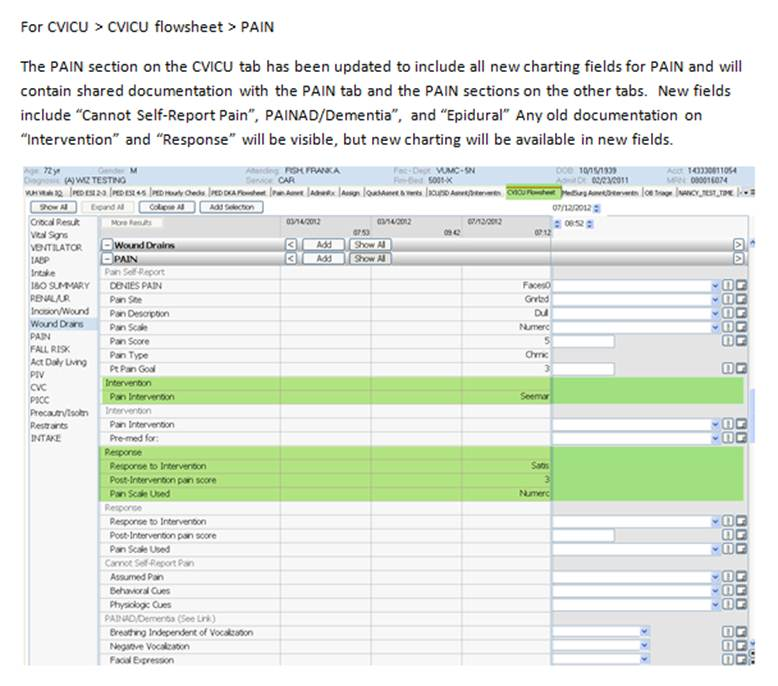 For CVICU > CVICU flowsheet > PAIN
The PAIN section on the CVICU tab has been updated to include all new charting fields for PAIN and will
contain shared documentation with the PAIN tab and the PAIN sections on the other tabs.  New fields
include “Cannot Self-Report Pain”, PAINAD/Dementia”,  and “Epidural” Any old documentation on
“Intervention” and “Response” will be visible, but new charting will be available in new fields.
Age: 72 yr Gender: M Attending: FISH, FRANK A. Fac-Dept: VUMC-5N DOB: 10/15/1939 Acct: 143330811054
Diagnosis: (A) WIZ TESTING Service: CAR Rm-Bed: 5001-X Admit Dt: 02/23/2011 MRN: 000016074
PED ESI 2-3 PED ESI 4-5 PED Hourly Checks PED DKA Flowsheet Pain Asmnt AdminRx Assign QuickAsmnt & Vents CVICU Flowsheet MedSurg Asmnt/Interventn OB Triage NANCY_TEST_TIME
Show All Expand All Collapse All Add Selection 07/12/2012
Critical Result More Results 03/14/2012 03/14/2012 07/12/2012 08:52
Vital Signs 07:53 09:42 07:12
VENTILATOR Wound Drains < Add Show All >
IABP PAIN < Add Show All >
Intake Pain Self-Report
I&O SUMMARY DENIES PAIN Faces0
RENAL/UR Pain Site Gnrlzd
Incision/Wound Pain Description Dull
Wound Drains Pain Scale Numerc
PAIN Pain Score 5
FALL RISK Pain Type Chrnic
Act Daily Living Pt Pain Goal 3
PIV Intervention
CVC Pain Intervention Seemar
PICC Intervention
Precautn/Isoltn Pain Intervention
Restraints Pre-med for:
INTAKE Response
Response to Intervention Satis
Post-Intervention pain score 3
Pain Scale Used Numerc
Response
Response to Intervention
Post-Intervention pain score
Pain Scale Used
Cannot Self-Report Pain
Assumed Pain
Behavioral Cues
Physiologic Cues
PAINAD/Dementia (See Link)
Breathing Independent of Vocalization
Negative Vocalization
Facial Expression